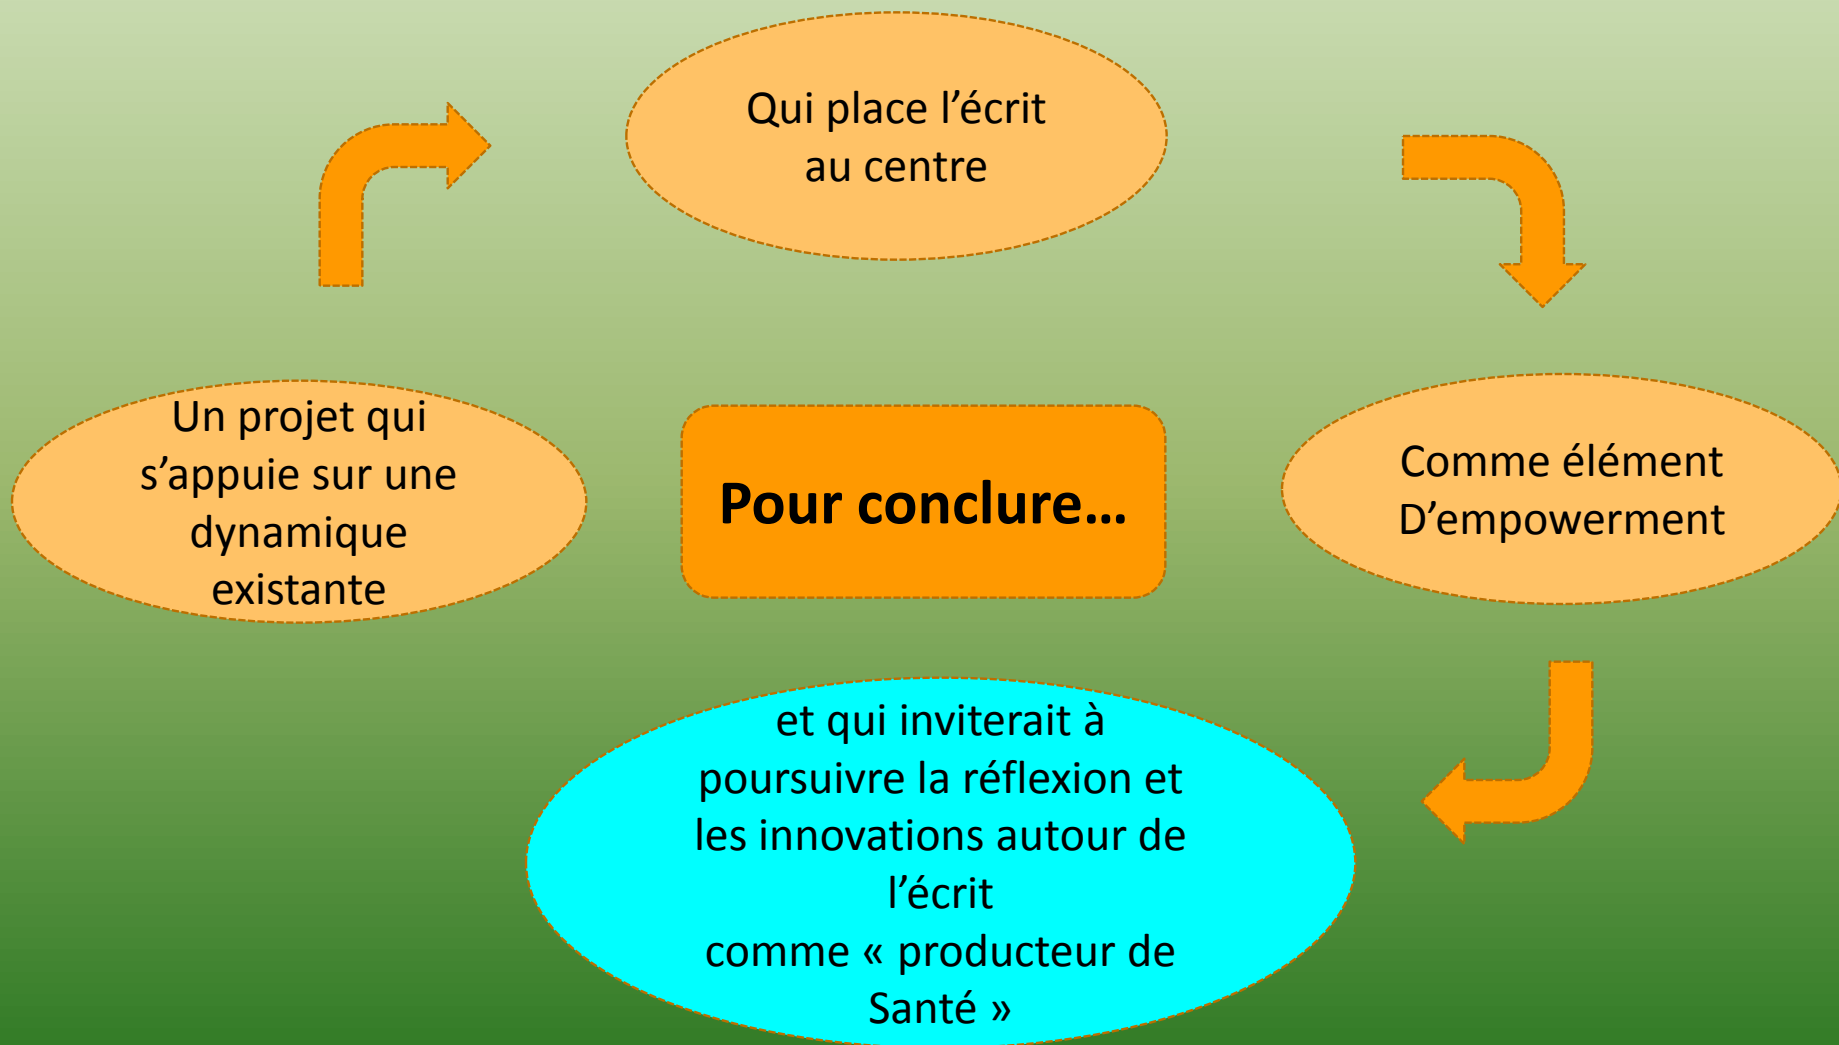 Qui place l’écrit
au centre
Un projet qui
s’appuie sur une
dynamique
existante
Pour conclure…
Comme élément
D’empowerment
et qui inviterait à
poursuivre la réflexion et
les innovations autour de
l’écrit
comme « producteur de
Santé »